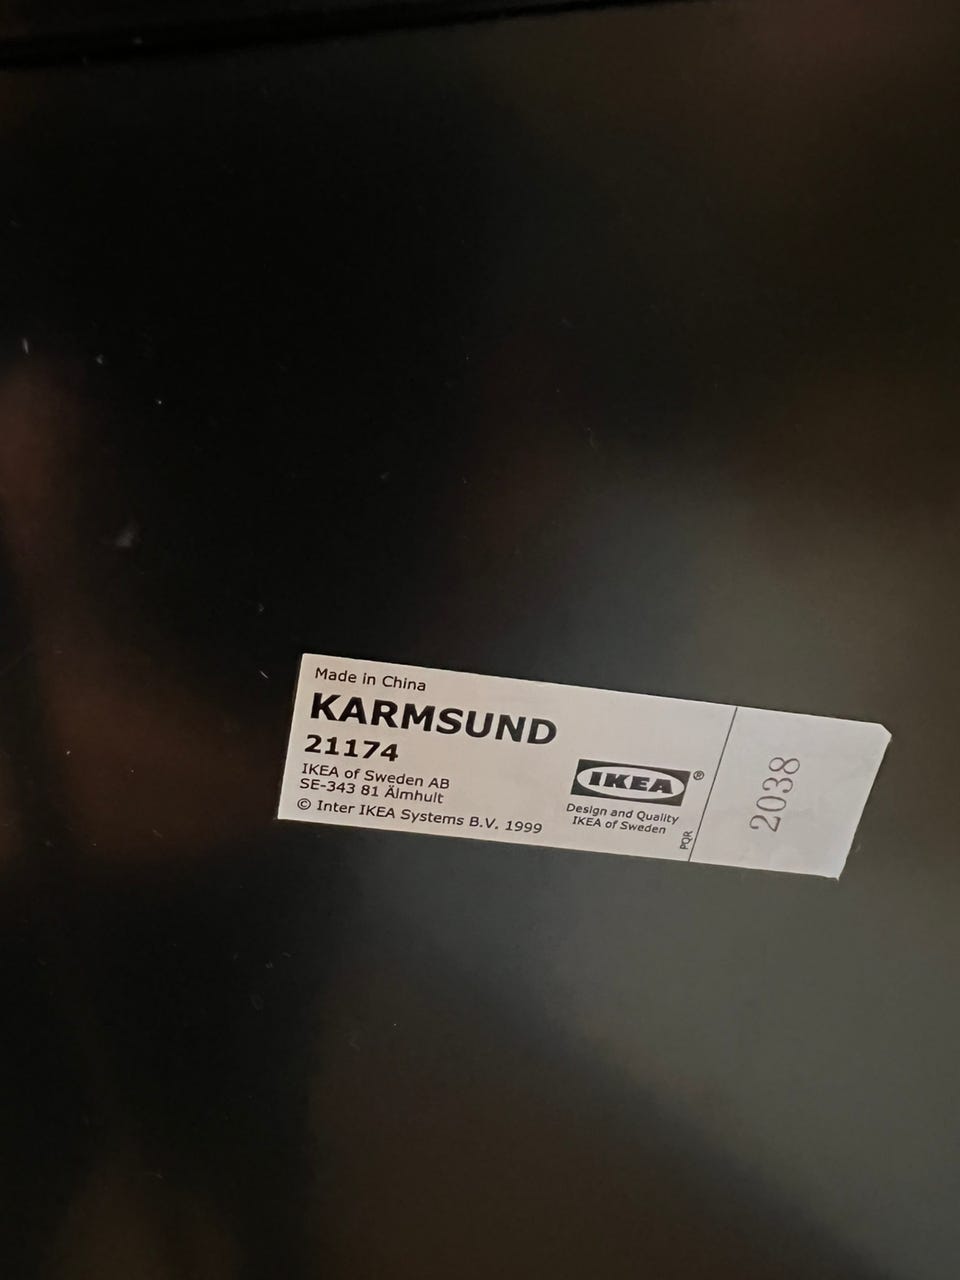 Made in China
KARMSUND
21174
IKEA of Sweden AB
SE-343 81 Älmhult
© Inter IKEA Systems B.V. 1999
IKEA®
Design and Quality
IKEA of Sweden
PQR
2038